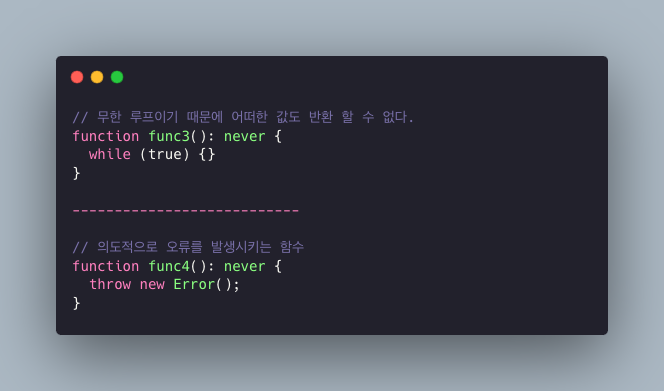 // 무한 루프이기 때문에 어떠한 값도 반환 할 수 없다.
function func3(): never {
  while (true) {}
}
---------------------------
// 의도적으로 오류를 발생시키는 함수
function func4(): never {
  throw new Error();
}